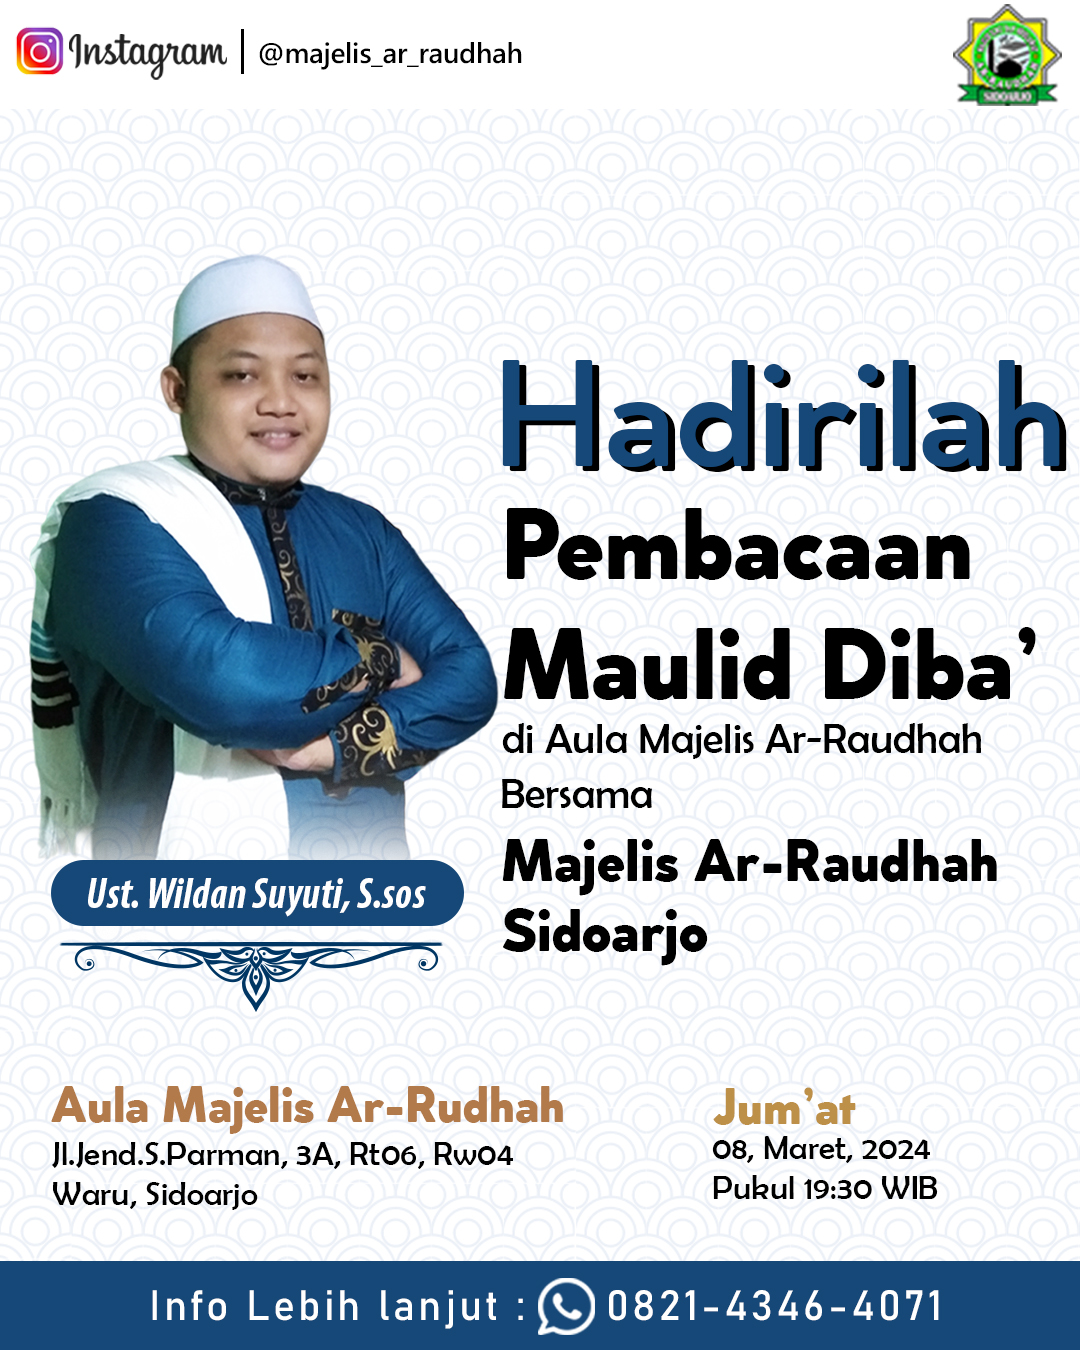 Instagram | @majelis_ar_raudhah
SIDOARJO
Hadirilah
Pembacaan
Maulid Diba’
di Aula Majelis Ar-Raudhah
Bersama
Majelis Ar-Raudhah
Sidoarjo
Ust. Wildan Suyuti, S.sos
Aula Majelis Ar-Rudhah
Jl.Jend.S.Parman, 3A, Rt06, Rw04
Waru, Sidoarjo
Jum’at
08, Maret, 2024
Pukul 19:30 WIB
Info Lebih lanjut : 0821-4346-4071